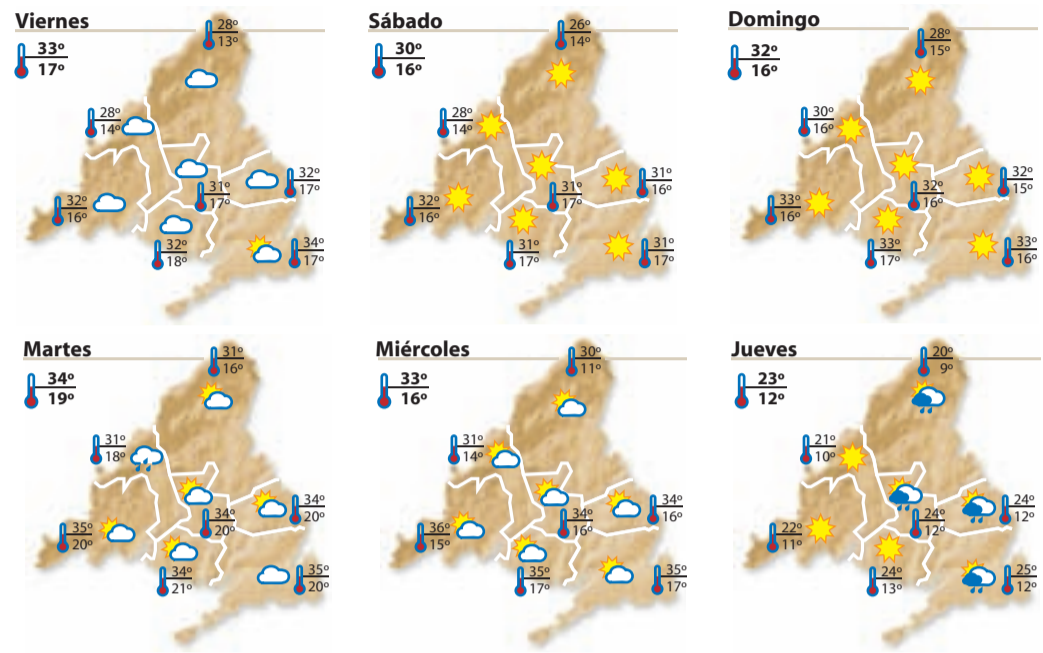 Viernes
33º
17º
28º
13º
28º
14º
32º
17º
31º
17º
32º
16º
32º
18º
34º
17º
Sábado
30º
16º
26º
14º
28º
14º
31º
16º
31º
17º
32º
16º
31º
17º
31º
17º
Domingo
32º
16º
28º
15º
30º
16º
32º
15º
32º
16º
33º
16º
33º
17º
33º
16º
Martes
34º
19º
31º
16º
31º
18º
34º
20º
34º
20º
35º
20º
34º
21º
35º
20º
Miércoles
33º
16º
30º
11º
31º
14º
34º
16º
34º
16º
36º
15º
35º
17º
35º
17º
Jueves
23º
12º
20º
9º
21º
10º
24º
12º
24º
12º
22º
11º
24º
13º
25º
12º